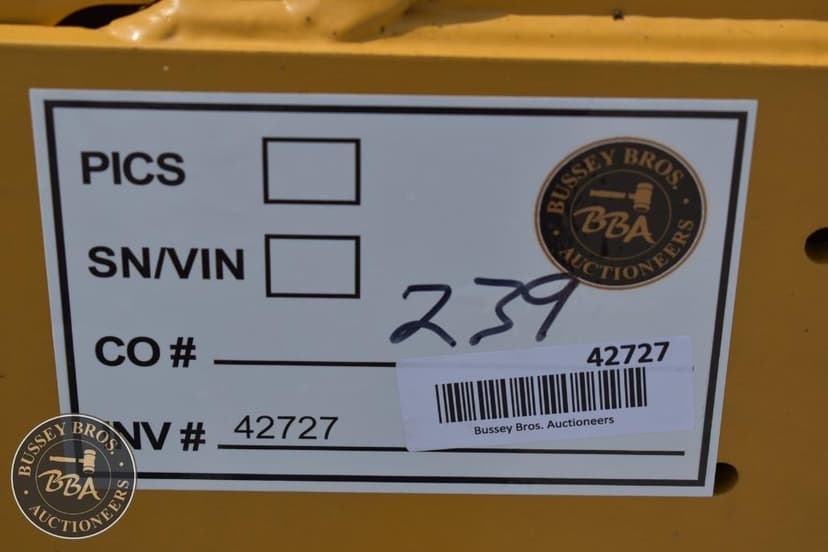 PICS
BUSSEY BROS.
BBA
AUCTIONEERS
SN/VIN
239
CO #
42727
Bussey Bros. Auctioneers
INV # 42727
BUSSEY BROS.
BBA
AUCTIONEERS